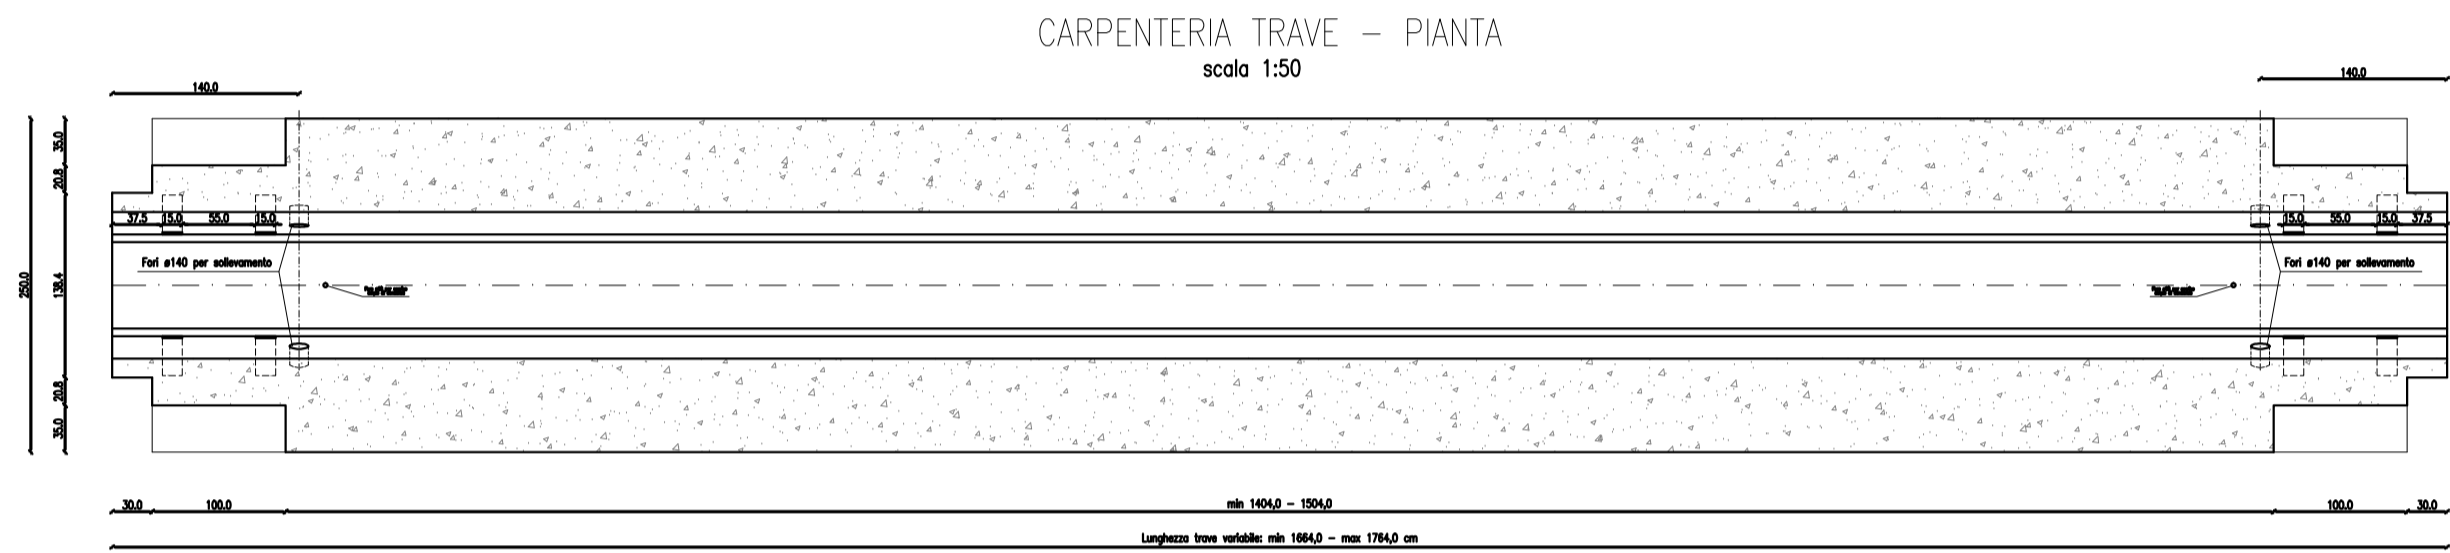 CARPENTERIA TRAVE – PIANTA
scala 1:50
140.0
140.0
35.0
20.8
138.4
20.8
35.0
250.0
37.5 15.0 55.0 15.0
15.0 55.0 15.0 37.5
Fori ø140 per sollevamento
Fori ø140 per sollevamento
30.0 100.0 min 1404,0 – 1504,0 100.0 30.0
Lunghezza trave variabile: min 1664,0 – max 1764,0 cm